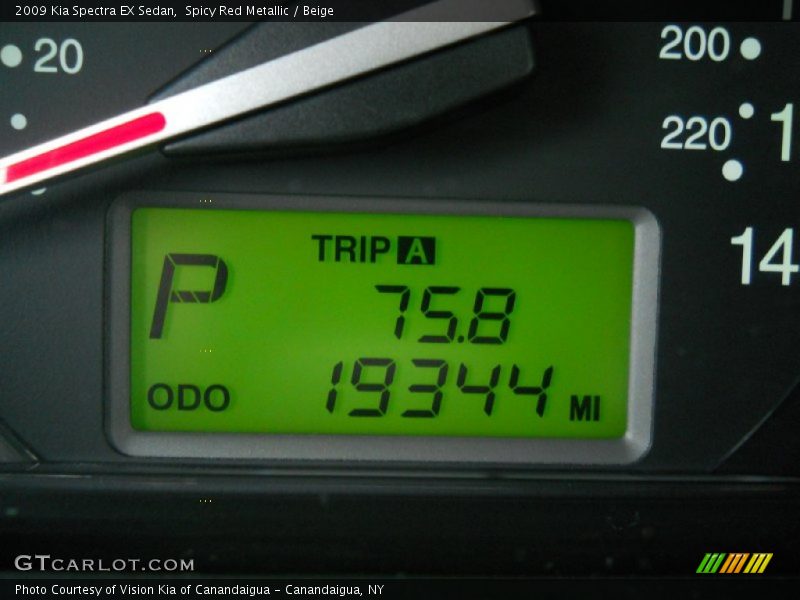 2009 Kia Spectra EX Sedan,  Spicy Red Metallic / Beige
20
200
220
1
14
TRIP A
P
75.8
ODO 19344 MI
GTCARLOT.COM
Photo Courtesy of Vision Kia of Canandaigua - Canandaigua, NY